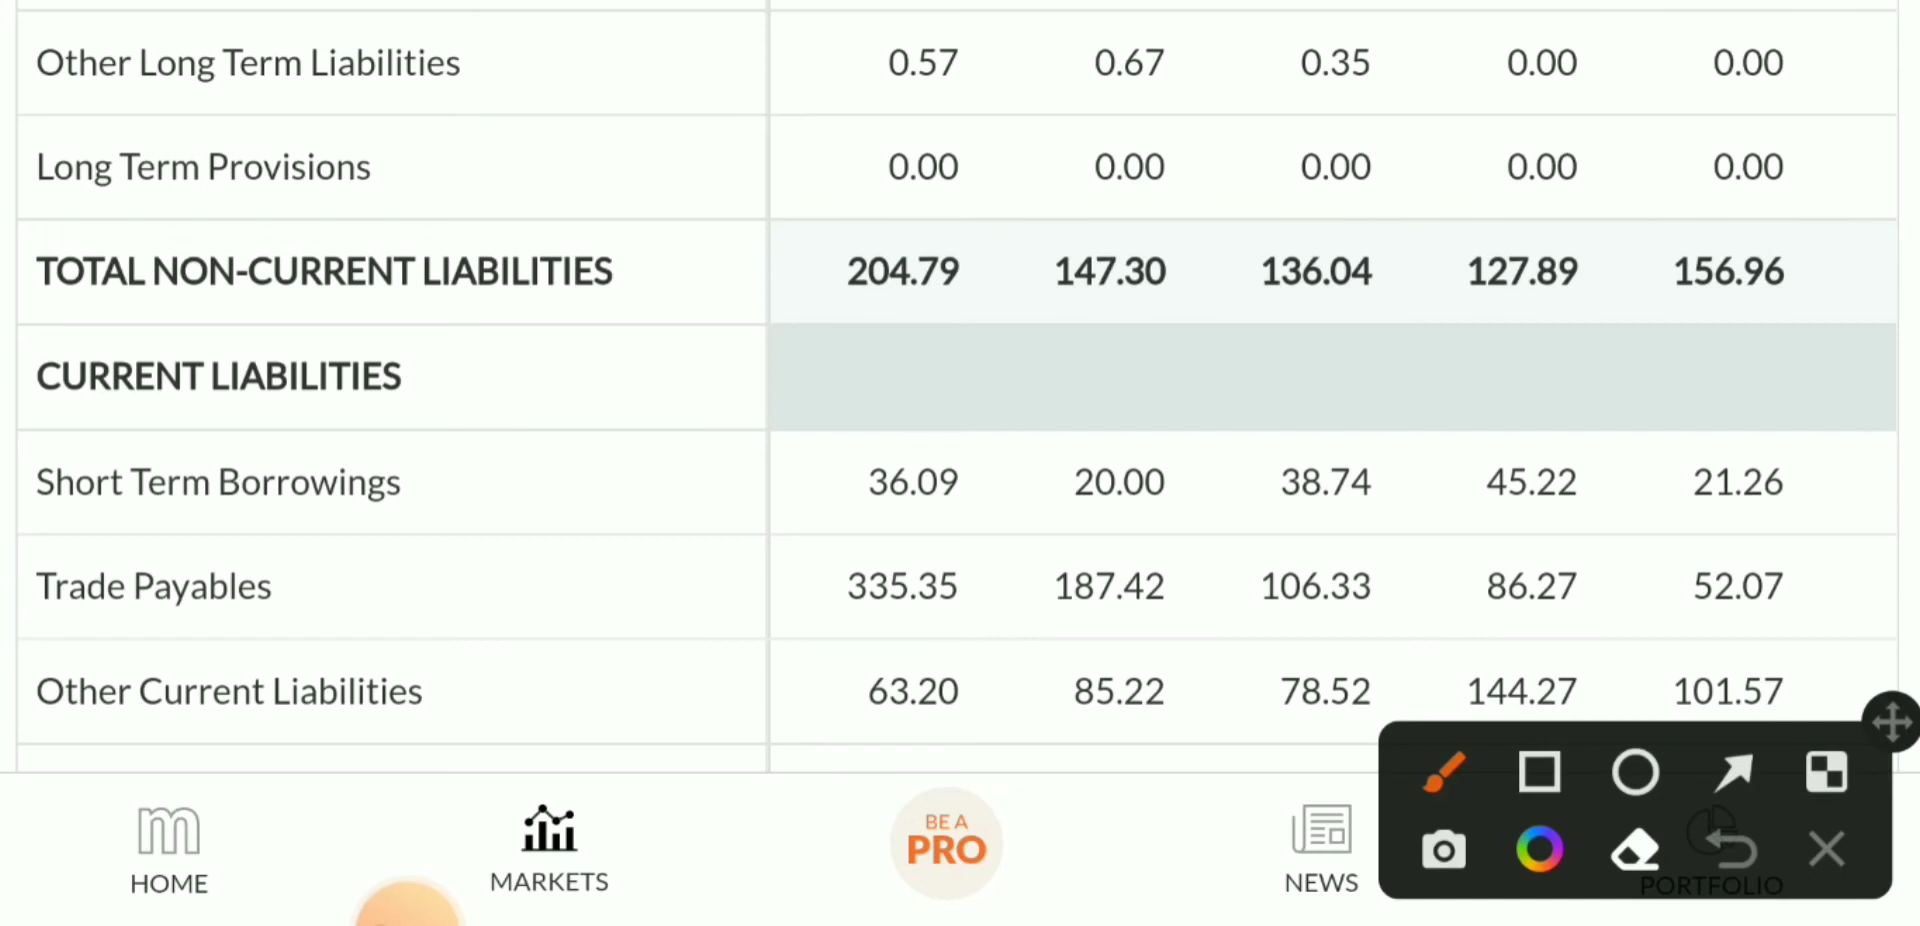 Other Long Term Liabilities 0.57 0.67 0.35 0.00 0.00
Long Term Provisions 0.00 0.00 0.00 0.00 0.00
TOTAL NON-CURRENT LIABILITIES 204.79 147.30 136.04 127.89 156.96
CURRENT LIABILITIES
Short Term Borrowings 36.09 20.00 38.74 45.22 21.26
Trade Payables 335.35 187.42 106.33 86.27 52.07
Other Current Liabilities 63.20 85.22 78.52 144.27 101.57
m
BE A
PRO
HOME MARKETS NEWS PORTFOLIO